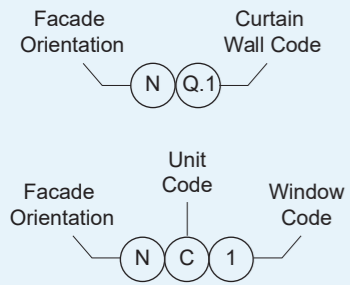 Facade
Orientation
Curtain
Wall Code
N Q.1
Unit
Code
Facade
Orientation
Window
Code
N C 1